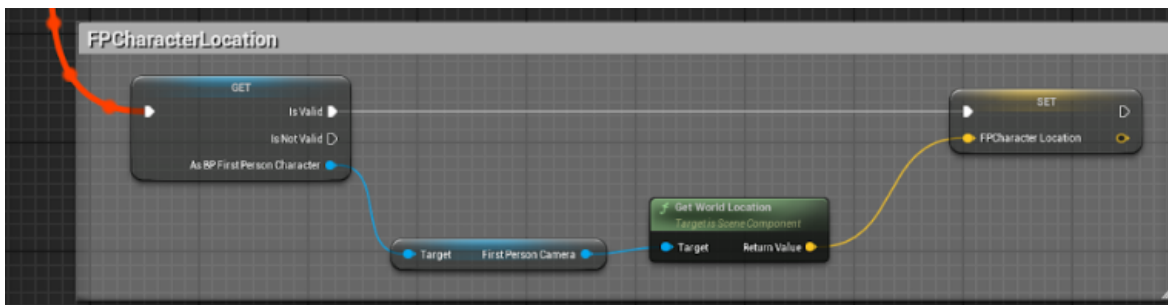 FPCharacterLocation
GET
Is Valid
Is Not Valid
As BP First Person Character
Target
First Person Camera
Get World Location
Target is Scene Component
Target
Return Value
SET
FPCharacter Location